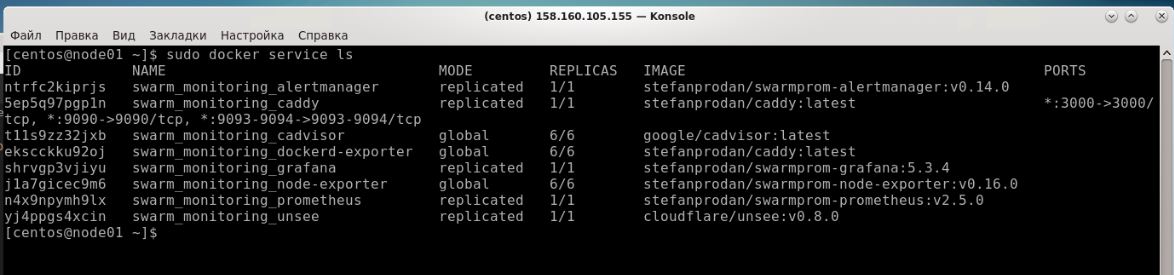 (centos) 158.160.105.155 — Konsole
Файл Правка Вид Закладки Настройка Справка
[centos@node01 ~]$ sudo docker service ls
ID NAME MODE REPLICAS IMAGE PORTS
ntrfc2kiprjs swarm_monitoring_alertmanager replicated 1/1 stefanprodan/swarmprom-alertmanager:v0.14.0
5ep5q97pgp1n swarm_monitoring_caddy replicated 1/1 stefanprodan/caddy:latest *:3000->3000/
tcp, *:9090->9090/tcp, *:9093-9094->9093-9094/tcp
t11s9zz32jxb swarm_monitoring_cadvisor global 6/6 google/cadvisor:latest
ekscckku92oj swarm_monitoring_dockerd-exporter global 6/6 stefanprodan/caddy:latest
shrvgp3vjiyu swarm_monitoring_grafana replicated 1/1 stefanprodan/swarmprom-grafana:5.3.4
j1a7gicec9m6 swarm_monitoring_node-exporter global 6/6 stefanprodan/swarmprom-node-exporter:v0.16.0
n4x9npymh9lx swarm_monitoring_prometheus replicated 1/1 stefanprodan/swarmprom-prometheus:v2.5.0
yj4ppgs4xcin swarm_monitoring_unsee replicated 1/1 cloudflare/unsee:v0.8.0
[centos@node01 ~]$